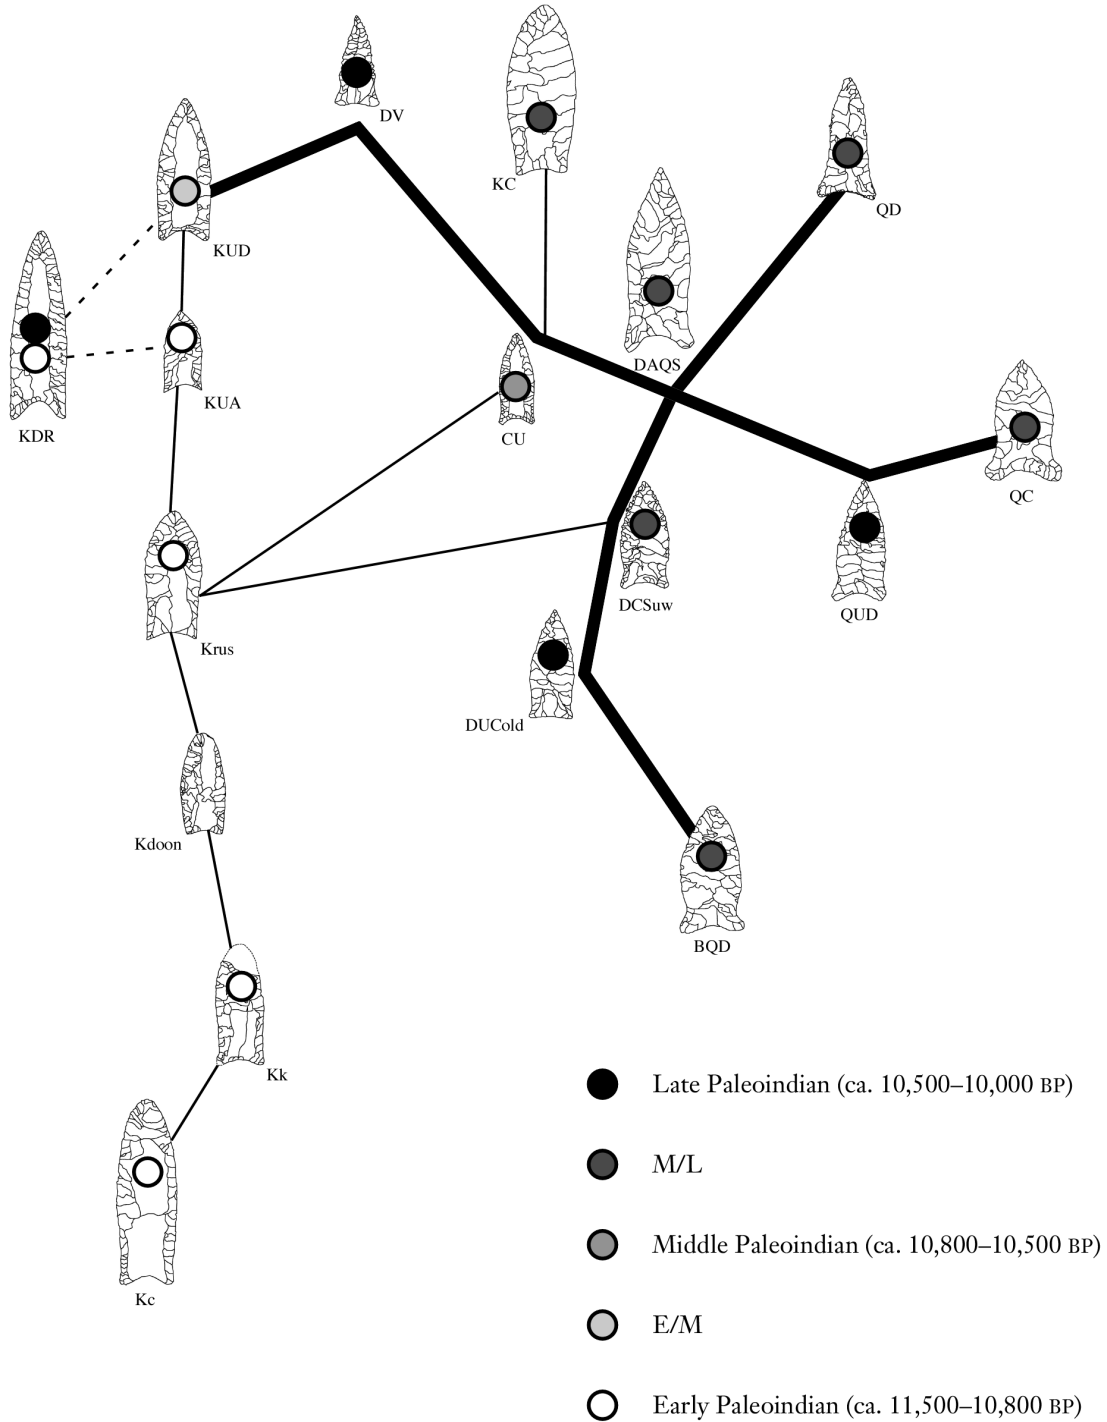 DV
KC
QD
KUD
DAQS
KUA
KDR
CU
QC
DCSuw
QUD
Krus
DUCold
Kdoon
BQD
Kk
Kc
Late Paleoindian (ca. 10,500–10,000 BP)
M/L
Middle Paleoindian (ca. 10,800–10,500 BP)
E/M
Early Paleoindian (ca. 11,500–10,800 BP)